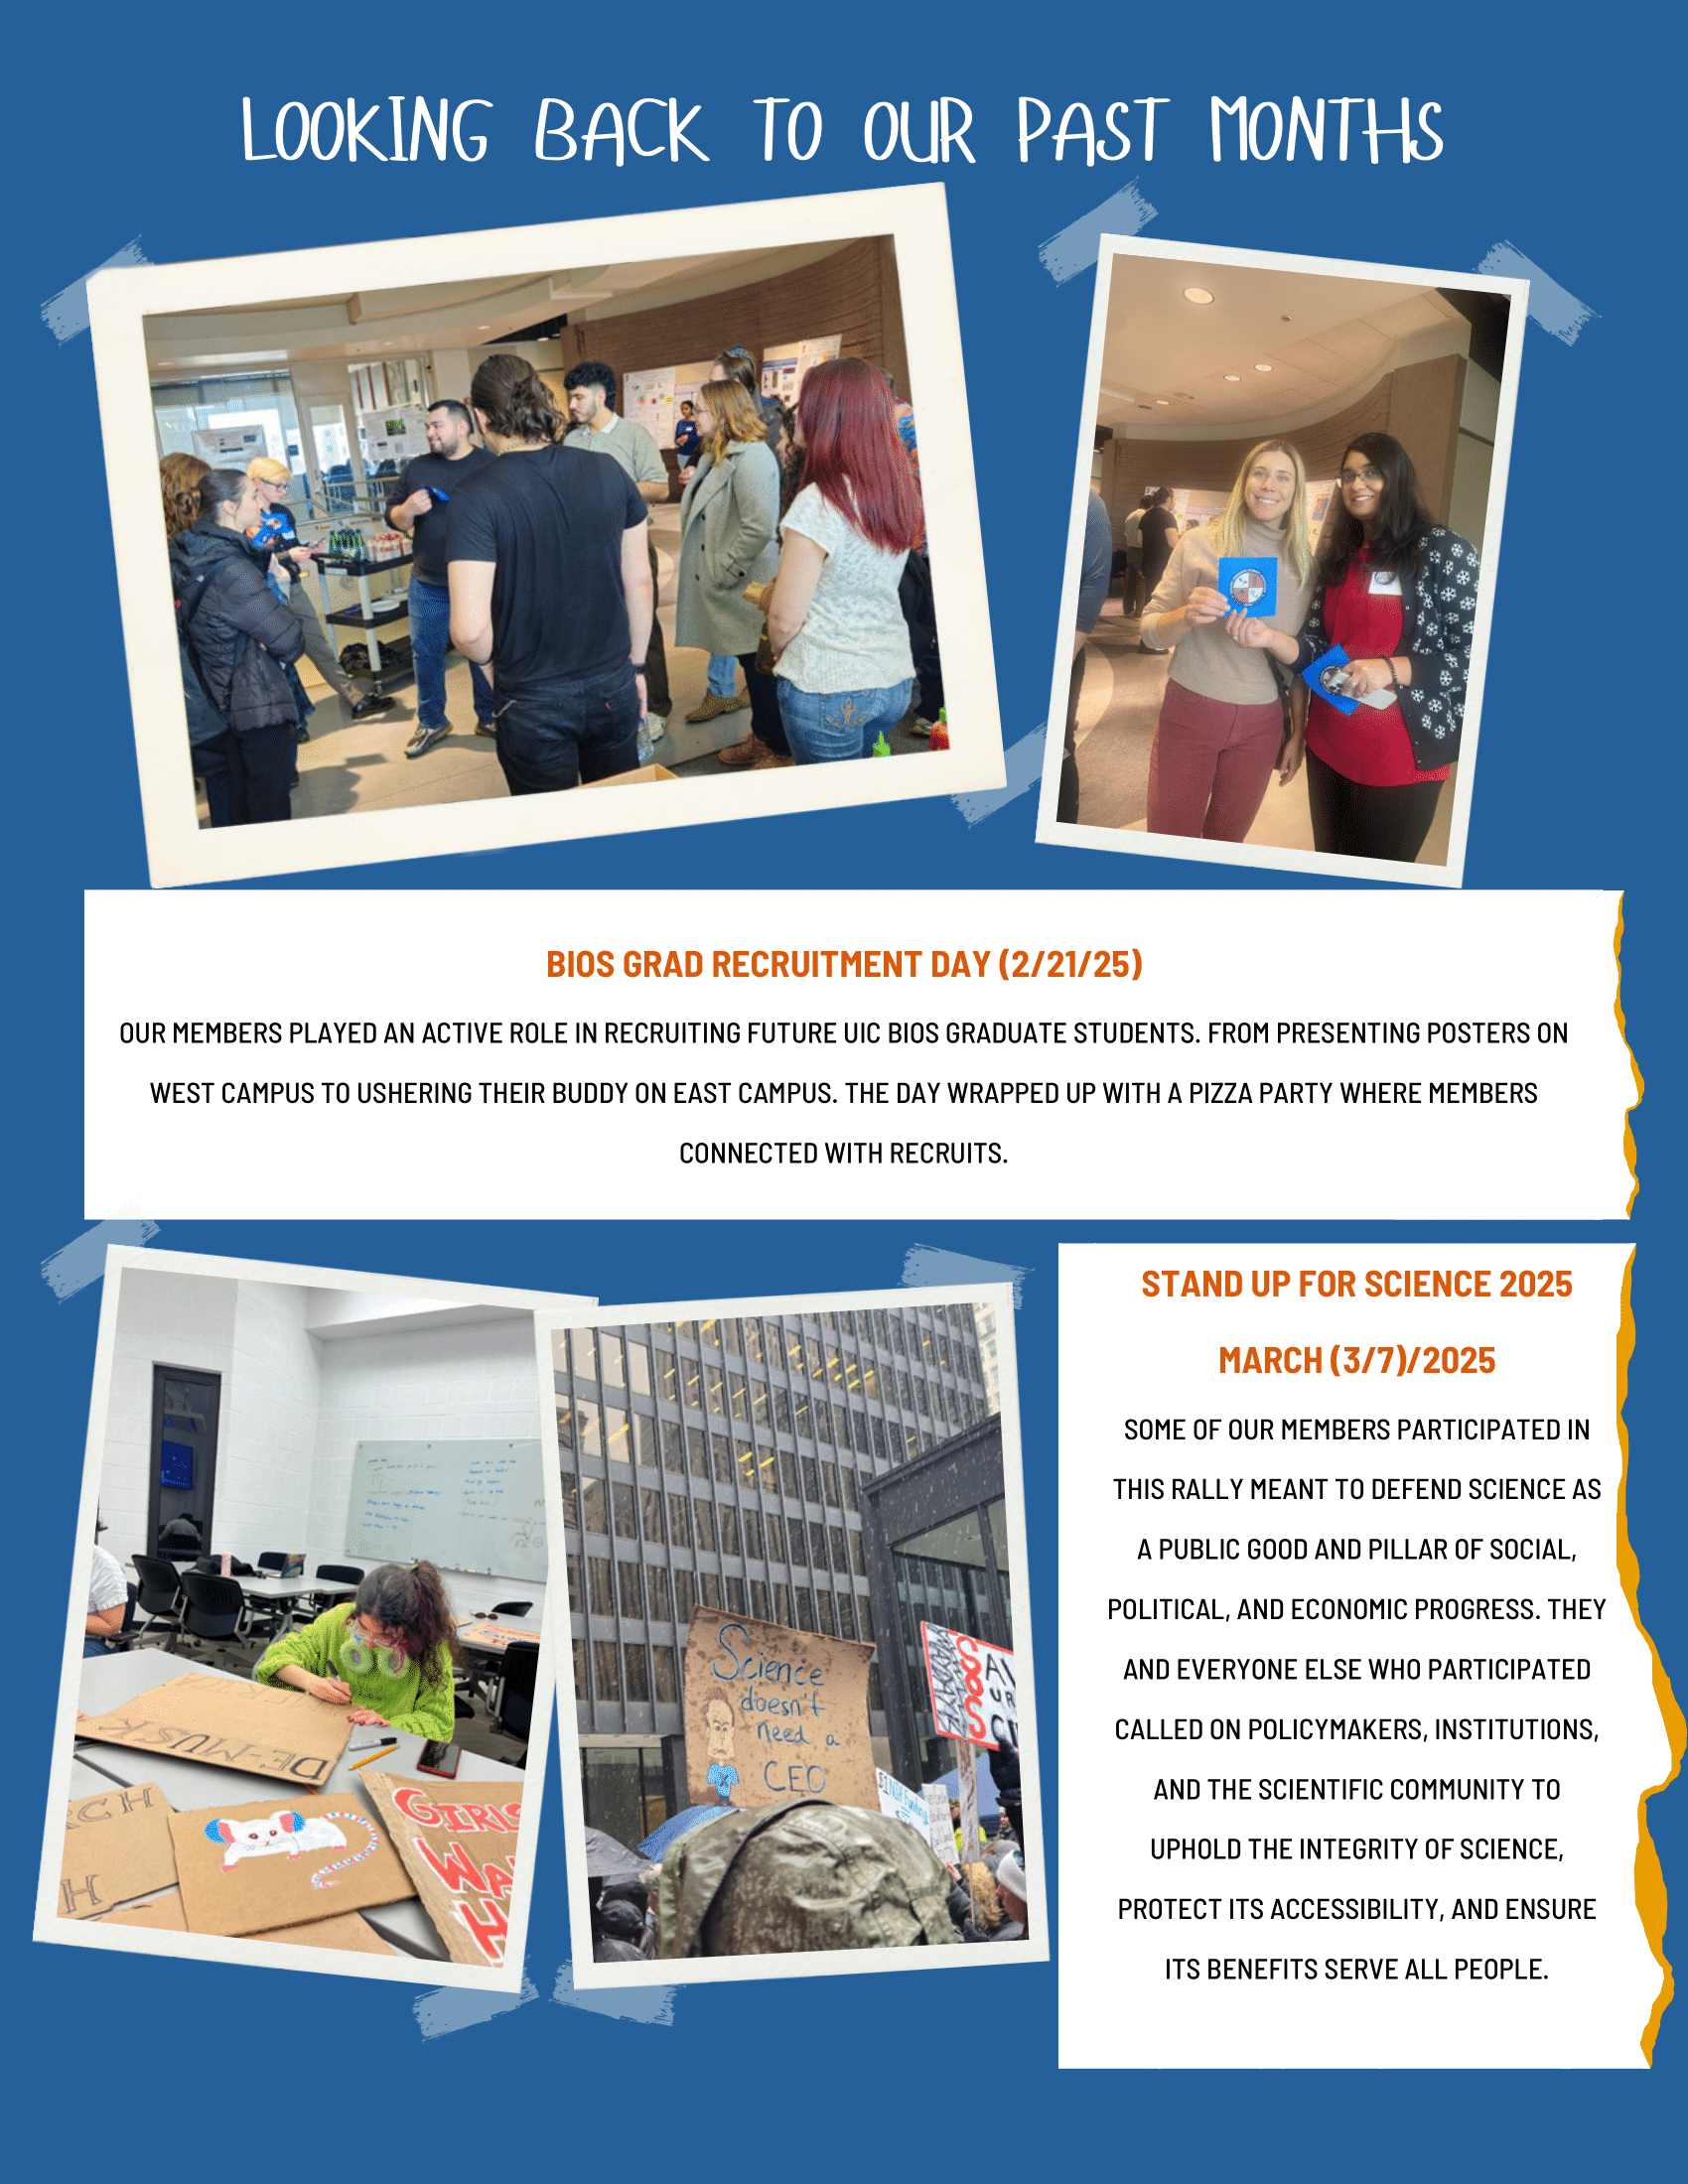 LOOKING BACK TO OUR PAST MONTHS
BIOS GRAD RECRUITMENT DAY (2/21/25)
OUR MEMBERS PLAYED AN ACTIVE ROLE IN RECRUITING FUTURE UIC BIOS GRADUATE STUDENTS. FROM PRESENTING POSTERS ON
WEST CAMPUS TO USHERING THEIR BUDDY ON EAST CAMPUS. THE DAY WRAPPED UP WITH A PIZZA PARTY WHERE MEMBERS
CONNECTED WITH RECRUITS.
DE-MUSK
RCH
H
GIRLS
WA
H
Science
doesn't
need a
CEO
SOS
STAND UP FOR SCIENCE 2025
MARCH (3/7)/2025
SOME OF OUR MEMBERS PARTICIPATED IN
THIS RALLY MEANT TO DEFEND SCIENCE AS
A PUBLIC GOOD AND PILLAR OF SOCIAL,
POLITICAL, AND ECONOMIC PROGRESS. THEY
AND EVERYONE ELSE WHO PARTICIPATED
CALLED ON POLICYMAKERS, INSTITUTIONS,
AND THE SCIENTIFIC COMMUNITY TO
UPHOLD THE INTEGRITY OF SCIENCE,
PROTECT ITS ACCESSIBILITY, AND ENSURE
ITS BENEFITS SERVE ALL PEOPLE.